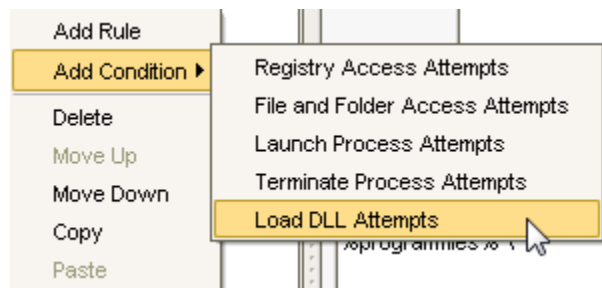 Add Rule
Add Condition
Delete
Move Up
Move Down
Copy
Paste
Registry Access Attempts
File and Folder Access Attempts
Launch Process Attempts
Terminate Process Attempts
Load DLL Attempts